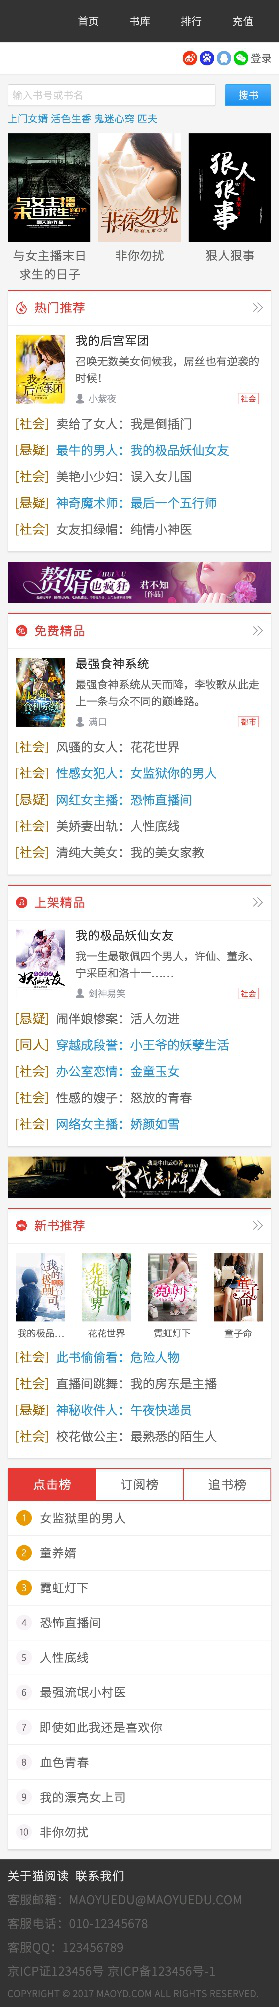 首页 书库 排行 充值
登录
输入书号或书名 搜书
上门女婿 活色生香 鬼迷心窍 匹夫
与女主播末日求生
非你勿扰
狠人狠事
与女主播末日 非你勿扰 狠人狠事
求生的日子
热门推荐
我的后宫军团
召唤无数美女伺候我，屌丝也有逆袭的
时候！
小紫夜 社会
[社会] 卖给了女人：我是倒插门
[悬疑] 最牛的男人：我的极品妖仙女友
[社会] 美艳小少妇：误入女儿国
[悬疑] 神奇魔术师：最后一个五行师
[社会] 女友扣绿帽：纯情小神医
赘婿也疯狂 君不知
[作品]
免费精品
最强食神系统
最强食神系统从天而降，李牧歌从此走
上一条与众不同的巅峰路。
满口 都市
[社会] 风骚的女人：花花世界
[社会] 性感女犯人：女监狱你的男人
[悬疑] 网红女主播：恐怖直播间
[社会] 美娇妻出轨：人性底线
[社会] 清纯大美女：我的美女家教
上架精品
我的极品妖仙女友
我一生最敬佩四个男人，许仙、董永、
宁采臣和洛十一……
剑神易笑 社会
[悬疑] 闹伴娘惨案：活人勿进
[同人] 穿越成段誉：小王爷的妖孽生活
[社会] 办公室恋情：金童玉女
[社会] 性感的嫂子：怒放的青春
[社会] 网络女主播：娇颜如雪
末代刻碑人
新书推荐
我的极品... 花花世界 霓虹灯下 童子命
[社会] 此书偷偷看：危险人物
[社会] 直播间跳舞：我的房东是主播
[悬疑] 神秘收件人：午夜快递员
[社会] 校花做公主：最熟悉的陌生人
点击榜 订阅榜 追书榜
1 女监狱里的男人
2 童养婿
3 霓虹灯下
4 恐怖直播间
5 人性底线
6 最强流氓小村医
7 即使如此我还是喜欢你
8 血色青春
9 我的漂亮女上司
10 非你勿扰
关于猫阅读 联系我们
客服邮箱：MAOYUEDU@MAOYUEDU.COM
客服电话：010-12345678
客服QQ：123456789
京ICP证123456号 京ICP备123456号-1
COPYRIGHT © 2017 MAOYD.COM ALL RIGHTS RESERVED.